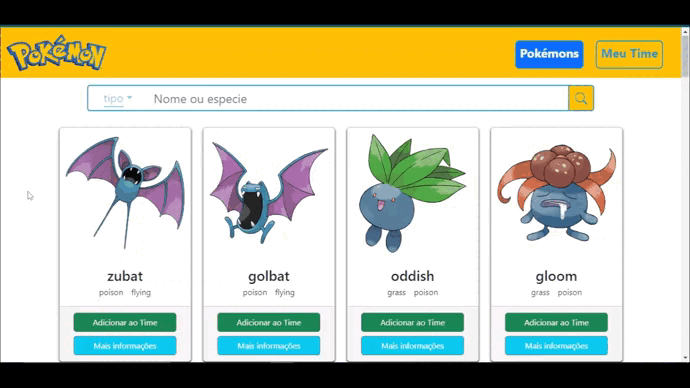 POKéMON
Pokémons
Meu Time
tipo
Nome ou especie
zubat
golbat
oddish
gloom
poison flying
poison flying
grass poison
grass poison
Adicionar ao Time
Adicionar ao Time
Adicionar ao Time
Adicionar ao Time
Mais informações
Mais informações
Mais informações
Mais informações